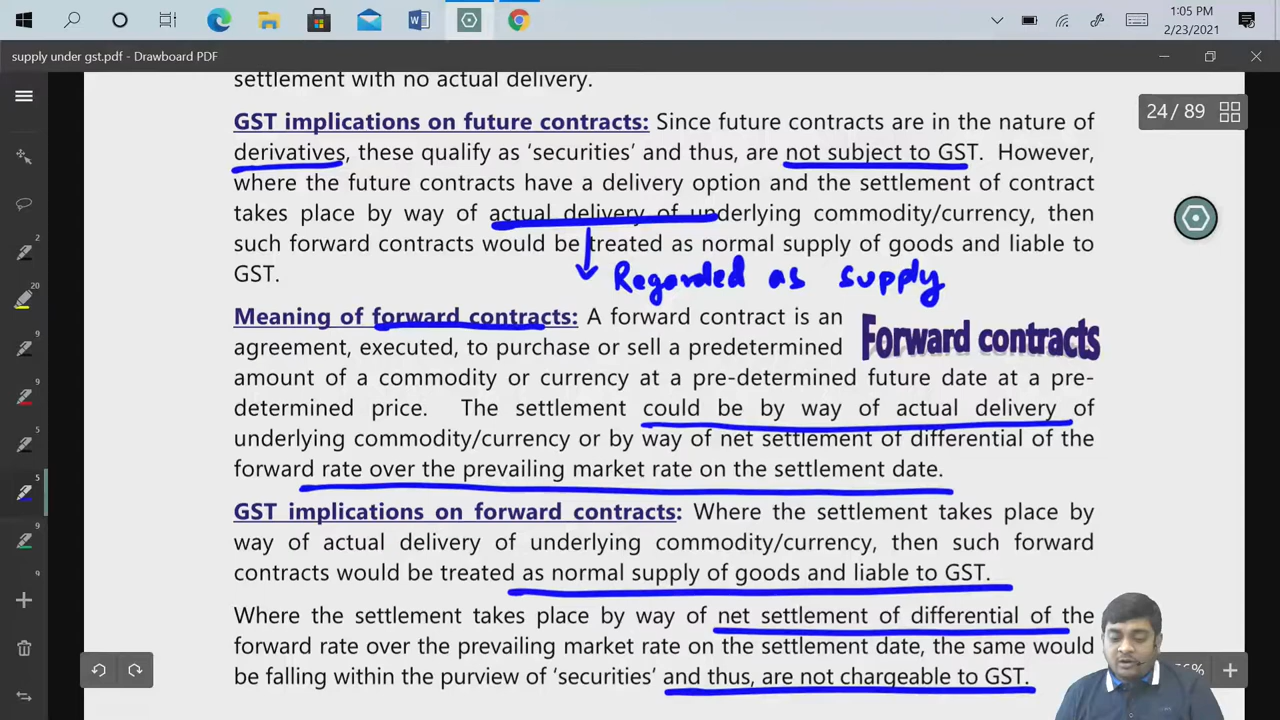 1:05 PM
2/23/2021
supply under gst.pdf - Drawboard PDF
24 / 89
settlement with no actual delivery.
GST implications on future contracts: Since future contracts are in the nature of
derivatives, these qualify as ‘securities’ and thus, are not subject to GST. However,
where the future contracts have a delivery option and the settlement of contract
takes place by way of actual delivery of underlying commodity/currency, then
such forward contracts would be treated as normal supply of goods and liable to
GST.
Regarded as supply
Meaning of forward contracts: A forward contract is an
Forward contracts
agreement, executed, to purchase or sell a predetermined
amount of a commodity or currency at a pre-determined future date at a pre-
determined price. The settlement could be by way of actual delivery of
underlying commodity/currency or by way of net settlement of differential of the
forward rate over the prevailing market rate on the settlement date.
GST implications on forward contracts: Where the settlement takes place by
way of actual delivery of underlying commodity/currency, then such forward
contracts would be treated as normal supply of goods and liable to GST.
Where the settlement takes place by way of net settlement of differential of the
forward rate over the prevailing market rate on the settlement date, the same would
be falling within the purview of ‘securities’ and thus, are not chargeable to GST.
2
20
9
9
5
5
9
9